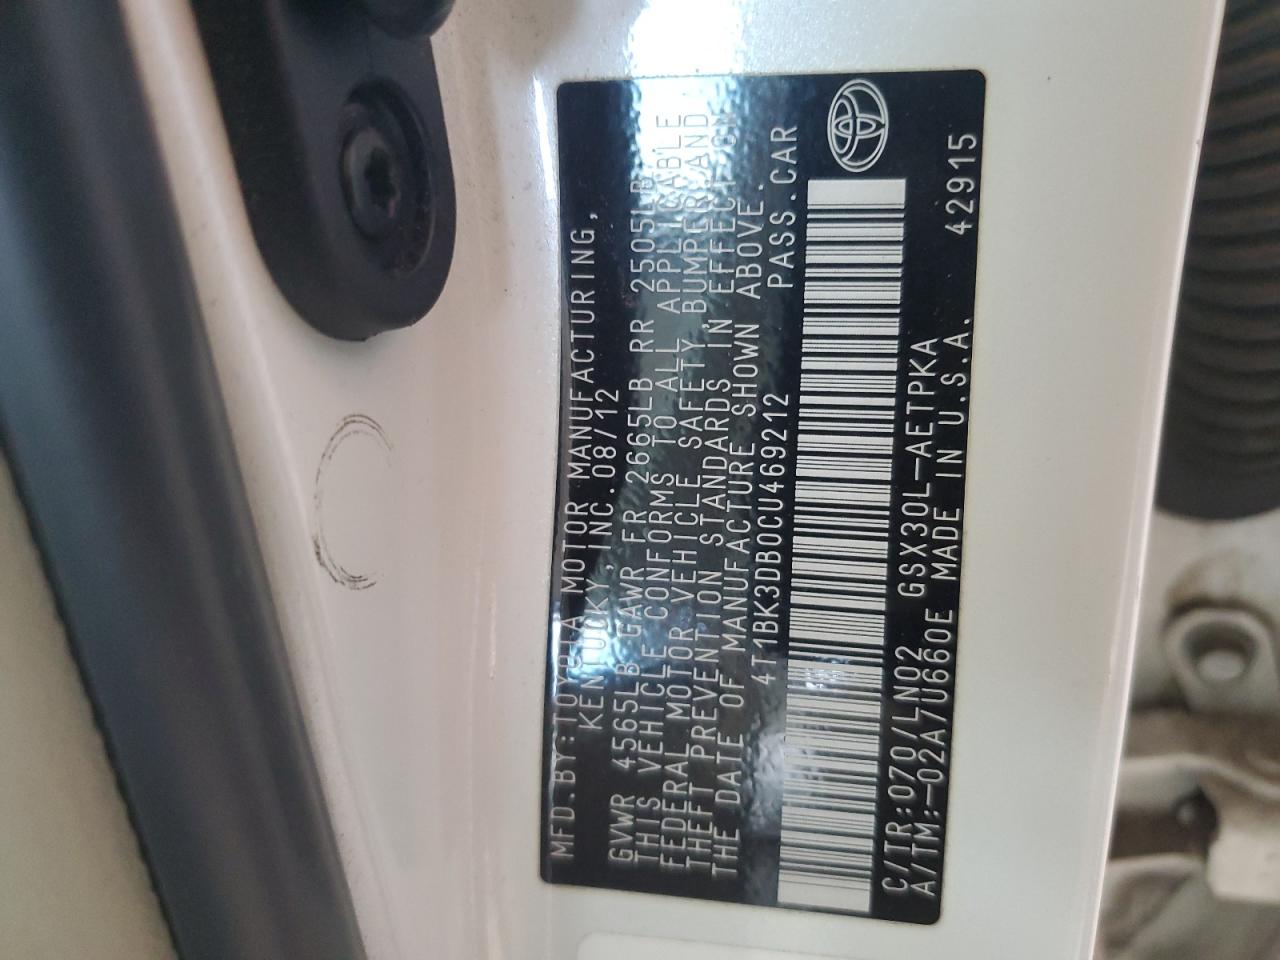 MFD.BY:TOYOTA MOTOR MANUFACTURING,
KENTUCKY, INC. 08/12
GVWR 4565LB GAWR FR 2665LB RR 2505LB
THIS VEHICLE CONFORMS TO ALL APPLICABLE
FEDERAL MOTOR VEHICLE SAFETY, BUMPER, AND
THEFT PREVENTION STANDARDS IN EFFECT ON
THE DATE OF MANUFACTURE SHOWN ABOVE.
4T1BK3DB0CU469212 PASS.CAR
C/TR:070/LN02 GSX30L-AETPKA
A/TM:-02A/U660E MADE IN U.S.A. 42915